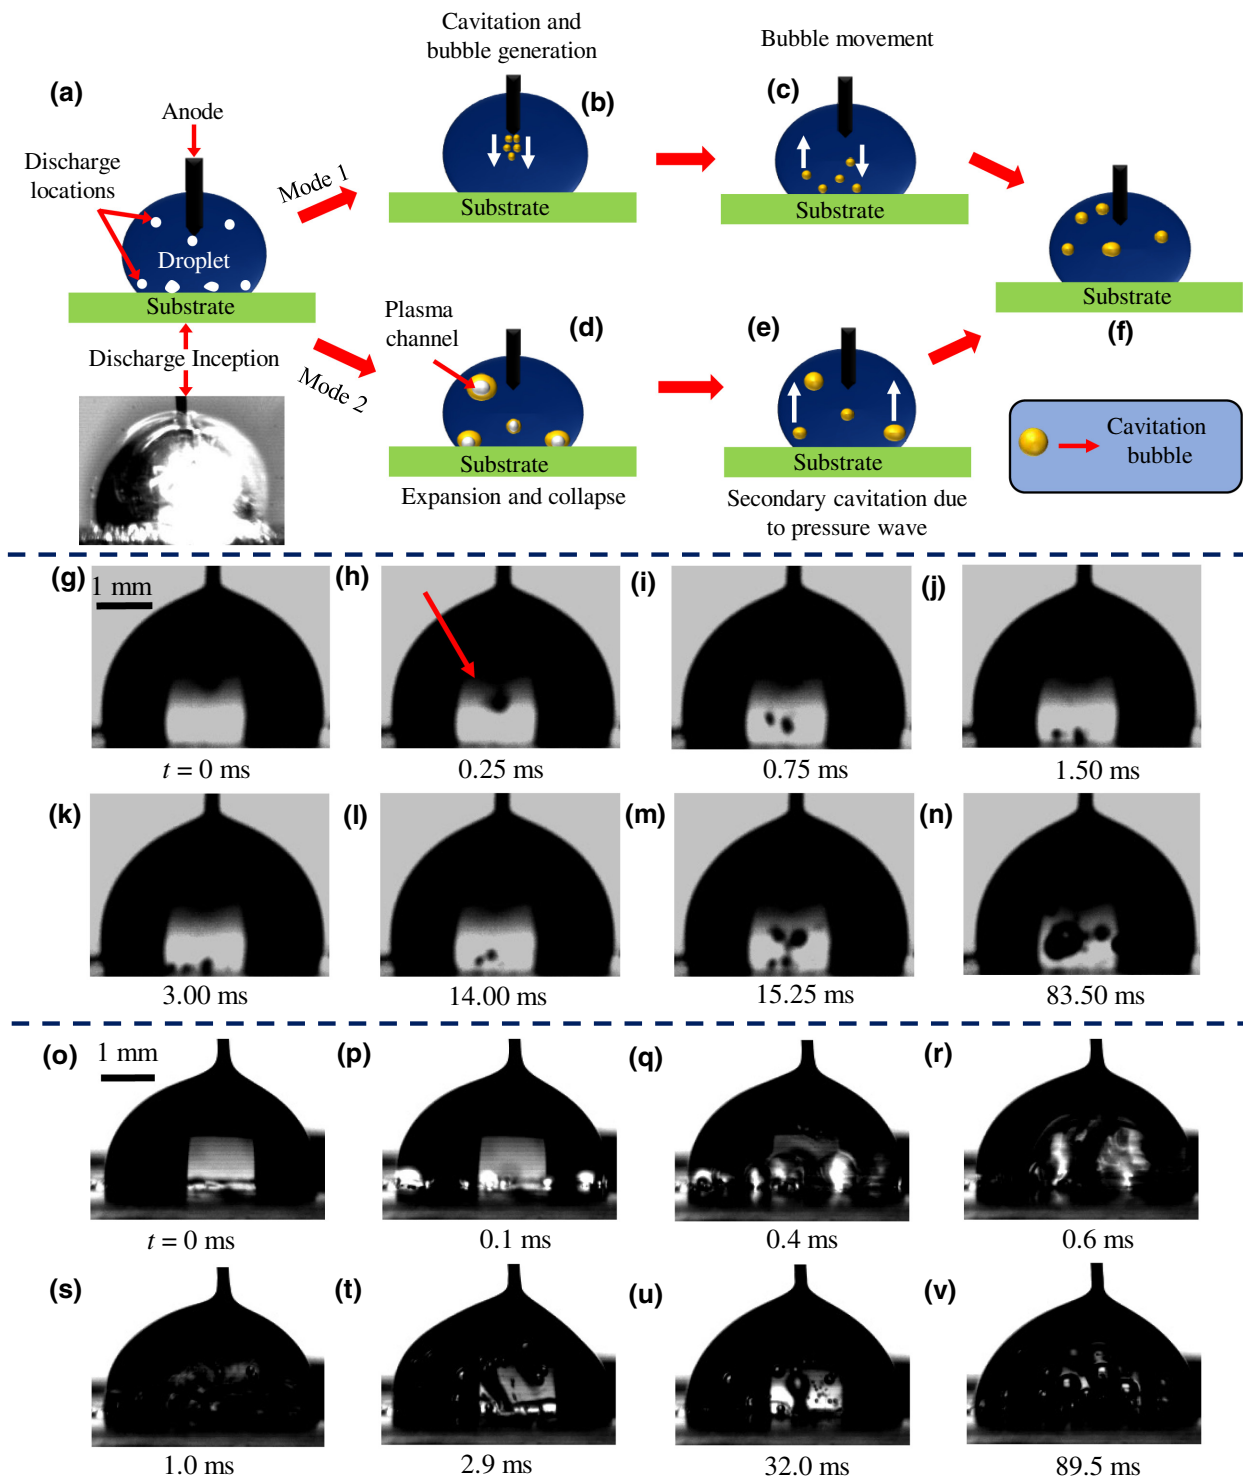 Cavitation and
bubble generation
Bubble movement
(a)
(b)
(c)
Anode
Discharge
locations
Mode 1
Droplet
Substrate
Substrate
Substrate
Substrate
Discharge Inception
Mode 2
Plasma
channel
(d)
(e)
(f)
Substrate
Substrate
Expansion and collapse
Secondary cavitation due
to pressure wave
Cavitation
bubble
(g)
1 mm
(h)
(i)
(j)
t = 0 ms
0.25 ms
0.75 ms
1.50 ms
(k)
(l)
(m)
(n)
3.00 ms
14.00 ms
15.25 ms
83.50 ms
(o)
1 mm
(p)
(q)
(r)
t = 0 ms
0.1 ms
0.4 ms
0.6 ms
(s)
(t)
(u)
(v)
1.0 ms
2.9 ms
32.0 ms
89.5 ms